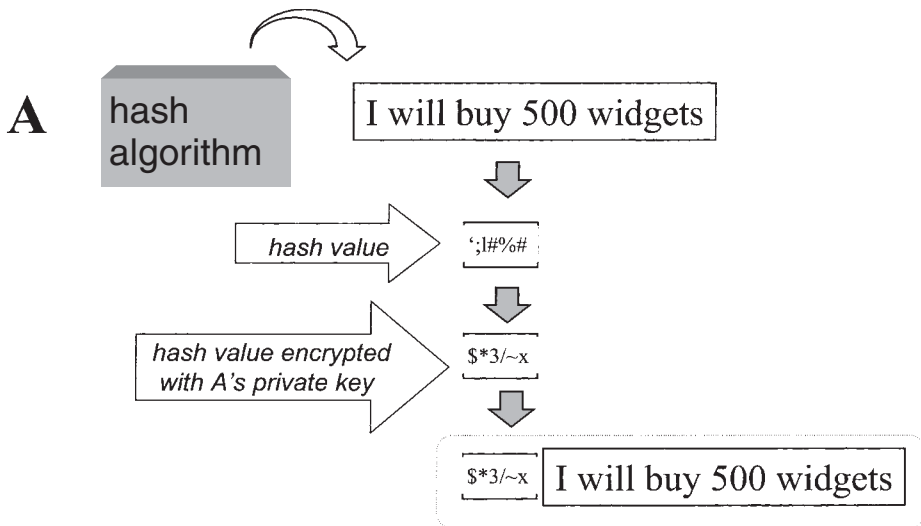 A
hash
algorithm
I will buy 500 widgets
hash value
‘;l#%#
hash value encrypted
with A's private key
$*3/~x
$*3/~x
I will buy 500 widgets